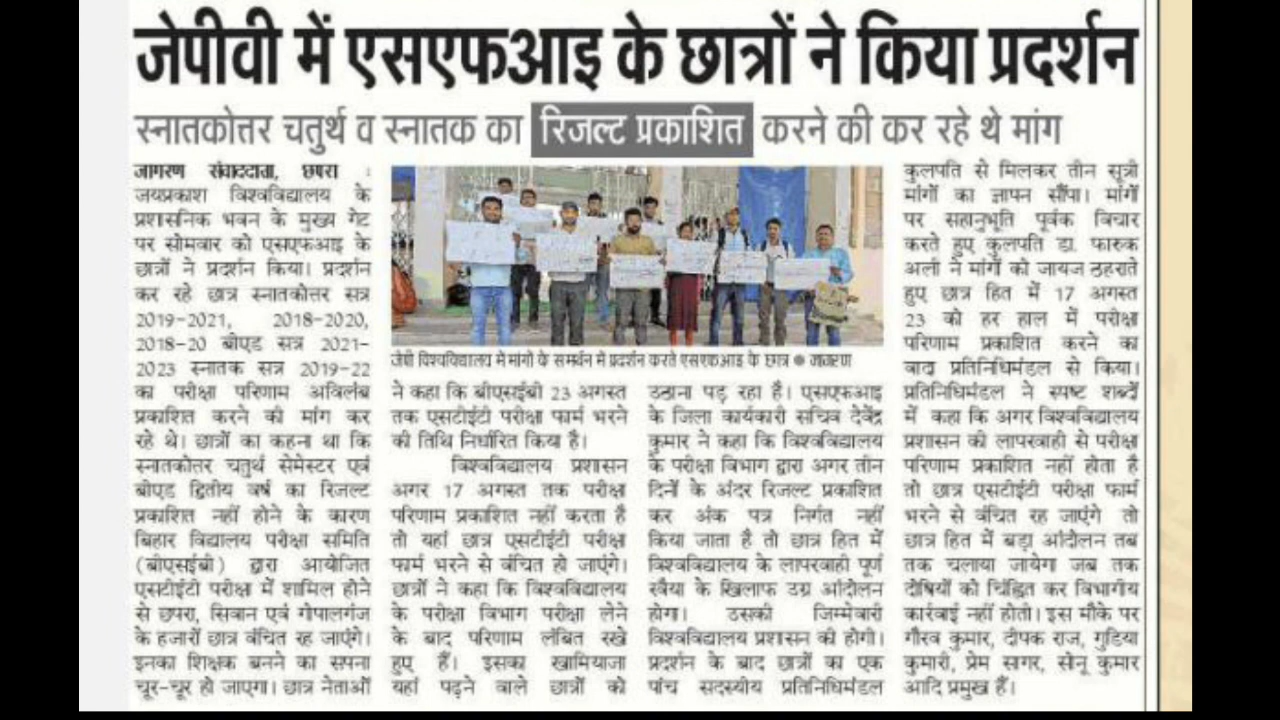 जेपीवी में एसएफआइ के छात्रों ने किया प्रदर्शन
स्नातकोत्तर चतुर्थ व स्नातक का रिजल्ट प्रकाशित करने की कर रहे थे मांग
जागरण संवाददाता, छपरा :
जयप्रकाश विश्वविद्यालय के
प्रशासनिक भवन के मुख्य गेट
पर सोमवार को एसएफआइ के
छात्रों ने प्रदर्शन किया। प्रदर्शन
कर रहे छात्र स्नातकोत्तर सत्र
2019-2021, 2018-2020,
2018-20 बीएड सत्र 2021-
2023 स्नातक सत्र 2019-22
का परीक्षा परिणाम अविलंब
प्रकाशित करने की मांग कर
रहे थे। छात्रों का कहना था कि
स्नातकोत्तर चतुर्थ सेमेस्टर एवं
बीएड द्वितीय वर्ष का रिजल्ट
प्रकाशित नहीं होने के कारण
बिहार विद्यालय परीक्षा समिति
(बीएसईबी) द्वारा आयोजित
एसटीईटी परीक्ष में शामिल होने
से छपरा, सिवान एवं गोपालगंज
के हजारों छात्र वंचित रह जाएंगे।
इनका शिक्षक बनने का सपना
चूर-चूर हो जाएगा। छात्र नेताओं
जेपी विश्वविद्यालय में मांगों के समर्थन में प्रदर्शन करते एसएफआइ के छात्र ● जागरण
ने कहा कि बीएसईबी 23 अगस्त
तक एसटीईटी परीक्षा फार्म भरने
की तिथि निर्धारित किया है।
विश्वविद्यालय प्रशासन
अगर 17 अगस्त तक परीक्षा
परिणाम प्रकाशित नहीं करता है
तो यहां छात्र एसटीईटी परीक्षा
फार्म भरने से वंचित हो जाएंगे।
छात्रों ने कहा कि विश्वविद्यालय
के परीक्षा विभाग परीक्षा लेने
के बाद परिणाम लंबित रखे
हुए हैं। इसका खामियाजा
यहां पढ़ने वाले छात्रों को
उठाना पड़ रहा है। एसएफआइ
के जिला कार्यकारी सचिव देवेंद्र
कुमार ने कहा कि विश्वविद्यालय
के परीक्षा विभाग द्वारा अगर तीन
दिनों के अंदर रिजल्ट प्रकाशित
कर अंक पत्र निर्गत नहीं
किया जाता है तो छात्र हित में
विश्वविद्यालय के लापरवाही पूर्ण
रवैया के खिलाफ उग्र आंदोलन
होगा। उसकी जिम्मेवारी
विश्वविद्यालय प्रशासन की होगी।
प्रदर्शन के बाद छात्रों का एक
पांच सदस्यीय प्रतिनिधिमंडल
कुलपति से मिलकर तीन सूत्री
मांगों का ज्ञापन सौंपा। मांगों
पर सहानुभूति पूर्वक विचार
करते हुए कुलपति डा. फारुक
अली ने मांगों को जायज ठहराते
हुए छात्र हित में 17 अगस्त
23 को हर हाल में परीक्षा
परिणाम प्रकाशित करने का
वादा प्रतिनिधिमंडल से किया।
प्रतिनिधिमंडल ने स्पष्ट शब्दों
में कहा कि अगर विश्वविद्यालय
प्रशासन की लापरवाही से परीक्षा
परिणाम प्रकाशित नहीं होता है
तो छात्र एसटीईटी परीक्षा फार्म
भरने से वंचित रह जाएंगे तो
छात्र हित में बड़ा आंदोलन तब
तक चलाया जायेगा जब तक
दोषियों को चिंह्नित कर विभागीय
कार्रवाई नहीं होती। इस मौके पर
गौरव कुमार, दीपक राज, गुडिया
कुमारी, प्रेम सागर, सोनू कुमार
आदि प्रमुख हैं।